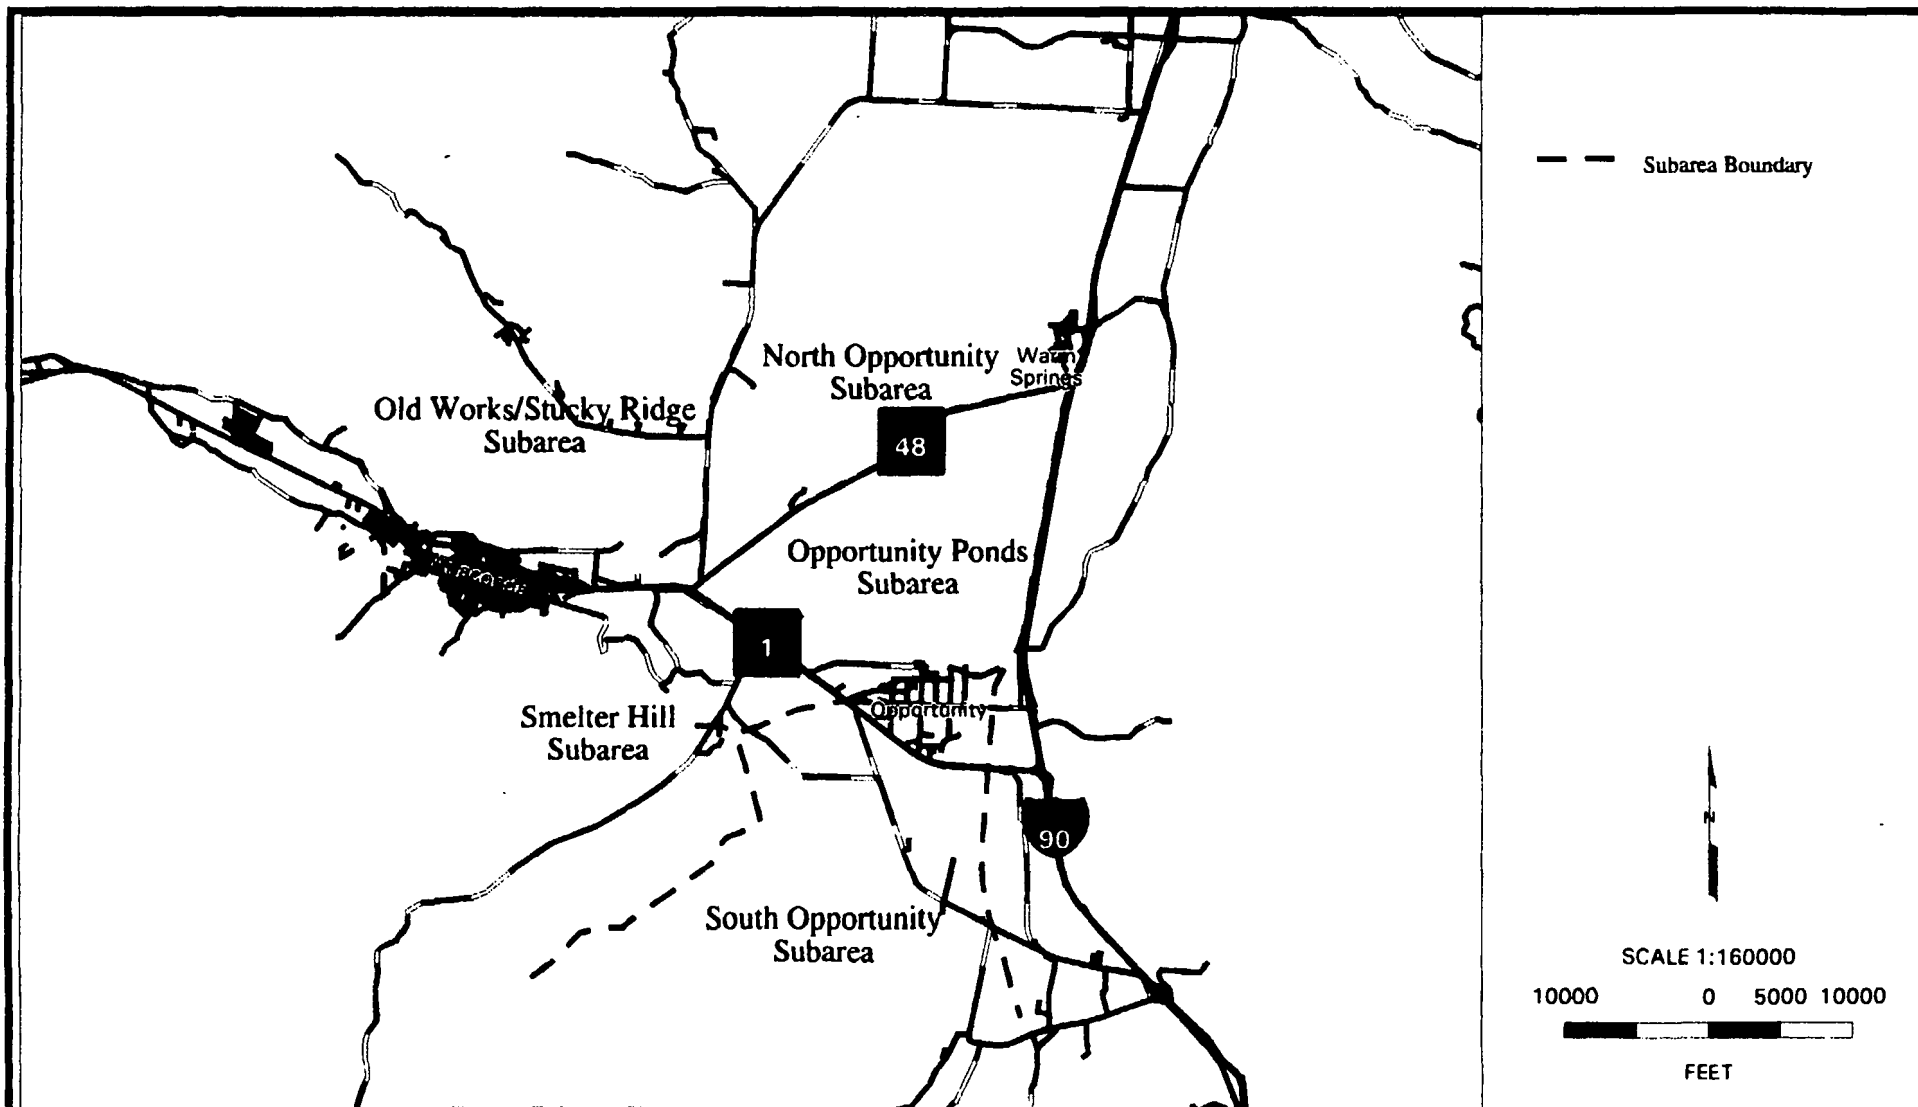 Subarea Boundary
North Opportunity
Subarea
Warm
Springs
Old Works/Stucky Ridge
Subarea
48
Opportunity Ponds
Subarea
1
Opportunity
Smelter Hill
Subarea
90
South Opportunity
Subarea
N
SCALE 1:160000
10000 0 5000 10000
FEET